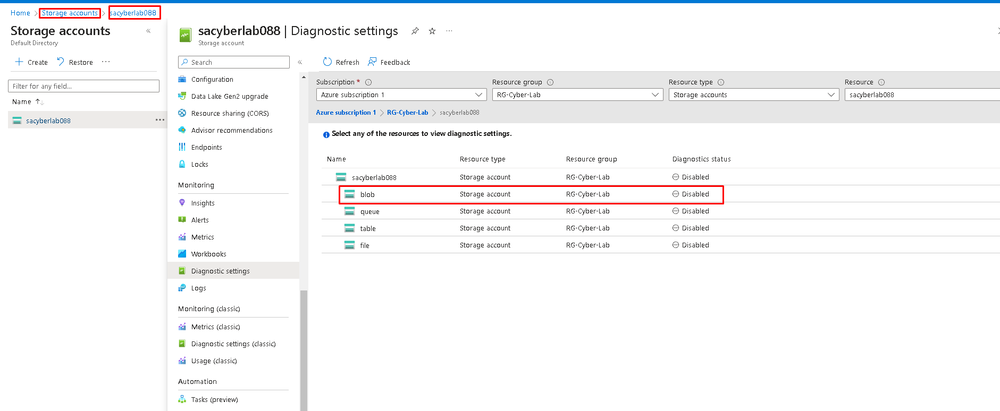 Home > Storage accounts > sacyberlab088
Storage accounts «
Default Directory
+ Create Restore ...
Filter for any field...
Name ↑↓
sacyberlab088 ...
sacyberlab088 | Diagnostic settings ...
Storage account
Search «
Configuration
Data Lake Gen2 upgrade
Resource sharing (CORS)
Advisor recommendations
Endpoints
Locks
Monitoring
Insights
Alerts
Metrics
Workbooks
Diagnostic settings
Logs
Monitoring (classic)
Metrics (classic)
Diagnostic settings (classic)
Usage (classic)
Automation
Tasks (preview)
Refresh Feedback
Subscription * Resource group Resource type Resource
Azure subscription 1 RG-Cyber-Lab Storage accounts sacyberlab088
Azure subscription 1 > RG-Cyber-Lab > sacyberlab088
Select any of the resources to view diagnostic settings.
Name Resource type Resource group Diagnostics status
sacyberlab088 Storage account RG-Cyber-Lab Disabled
blob Storage account RG-Cyber-Lab Disabled
queue Storage account RG-Cyber-Lab Disabled
table Storage account RG-Cyber-Lab Disabled
file Storage account RG-Cyber-Lab Disabled